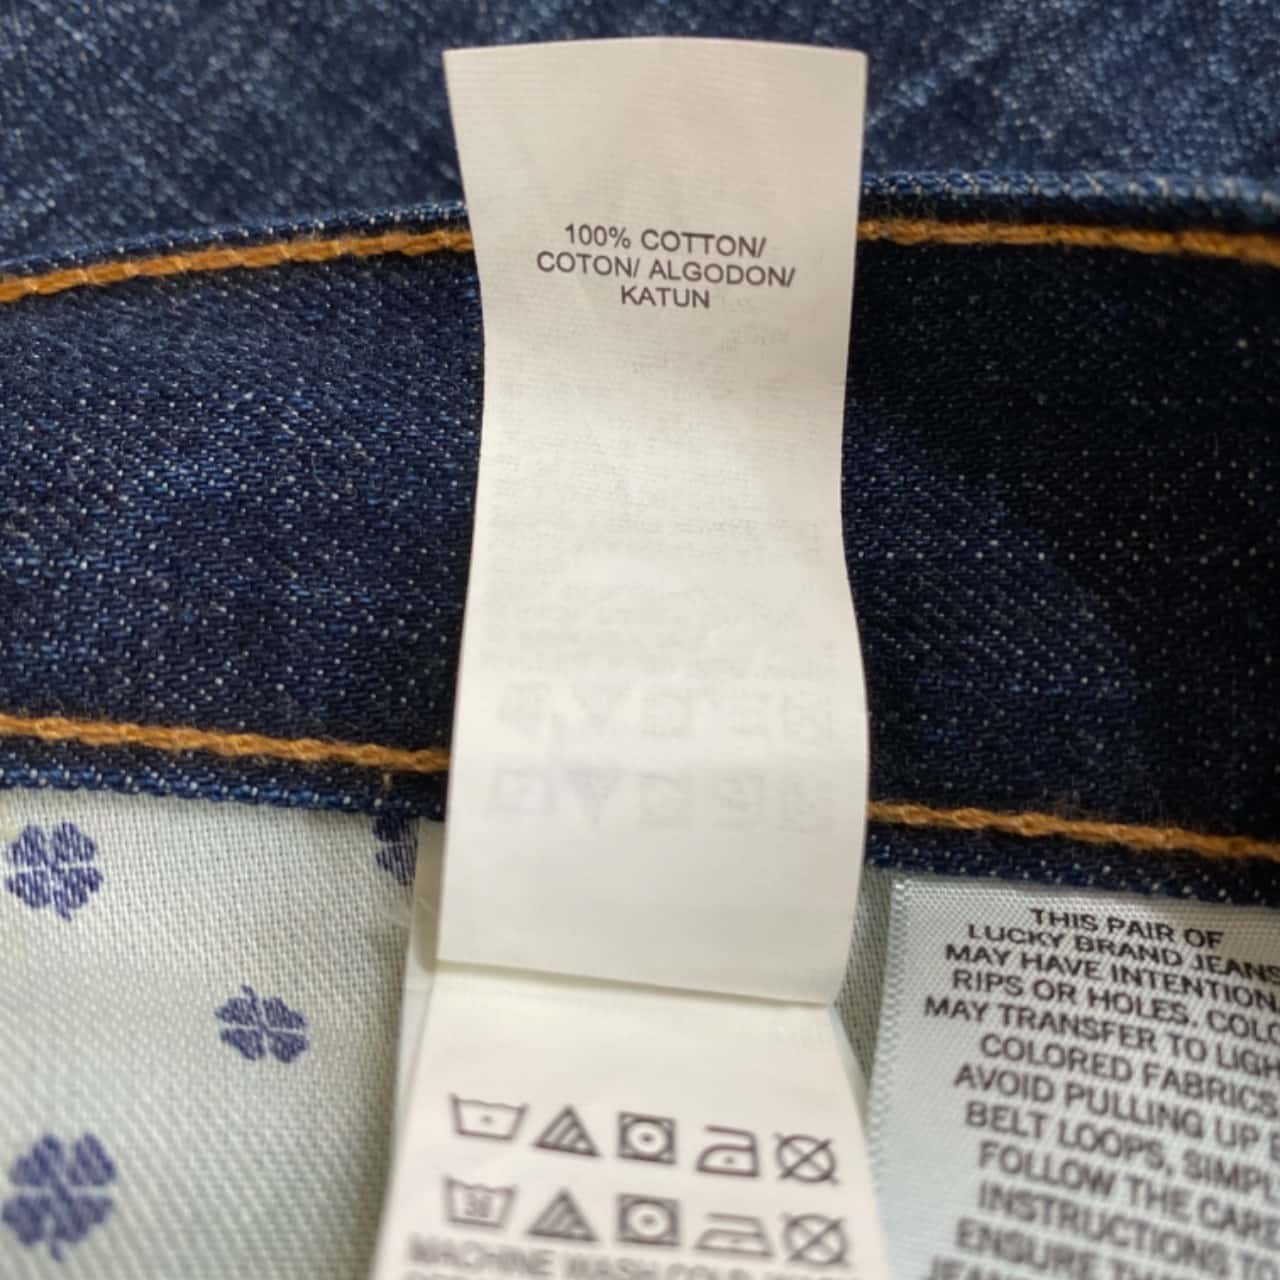 100% COTTON/
COTON/ ALGODON/
KATUN
30
MACHINE WASH COLD
THIS PAIR OF
LUCKY BRAND JEANS
MAY HAVE INTENTION
RIPS OR HOLES. COLO
MAY TRANSFER TO LIGH
COLORED FABRICS
AVOID PULLING UP B
BELT LOOPS, SIMPL
FOLLOW THE CARE
INSTRUCTIONS TO
ENSURE TH
JEAN